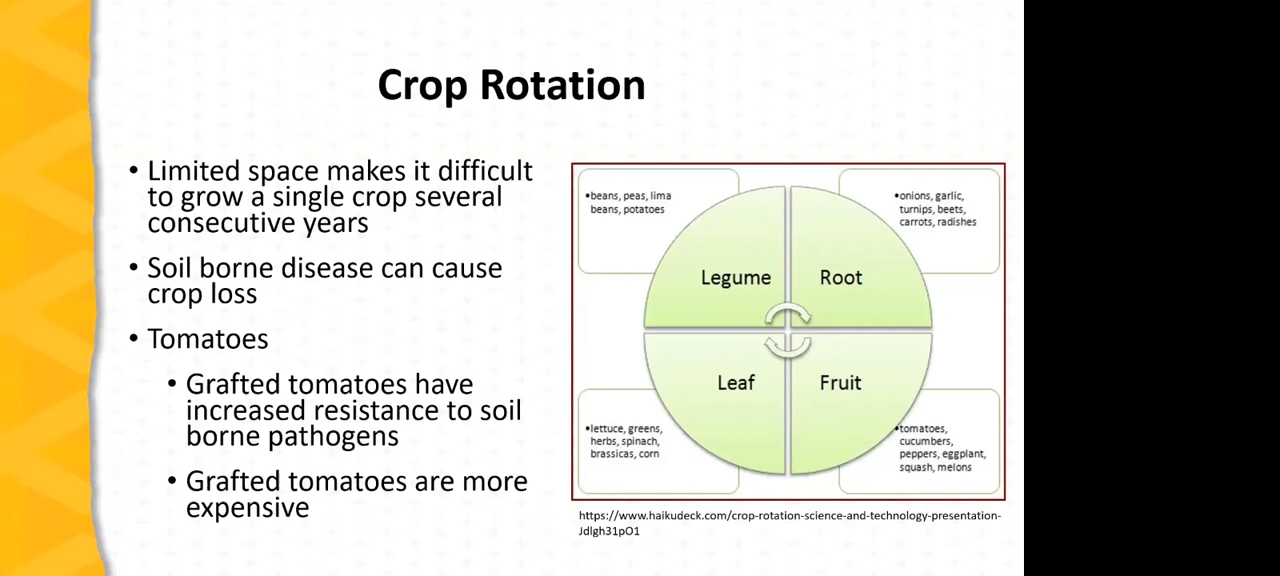 Crop Rotation
• Limited space makes it difficult
to grow a single crop several
consecutive years
• Soil borne disease can cause
crop loss
• Tomatoes
• Grafted tomatoes have
increased resistance to soil
borne pathogens
• Grafted tomatoes are more
expensive
•beans, peas, lima
beans, potatoes
•onions, garlic,
turnips, beets,
carrots, radishes
Legume
Root
Leaf
Fruit
•lettuce, greens,
herbs, spinach,
brassicas, corn
•tomatoes,
cucumbers,
peppers, eggplant,
squash, melons
https://www.haikudeck.com/crop-rotation-science-and-technology-presentation-
Jdlgh31pO1